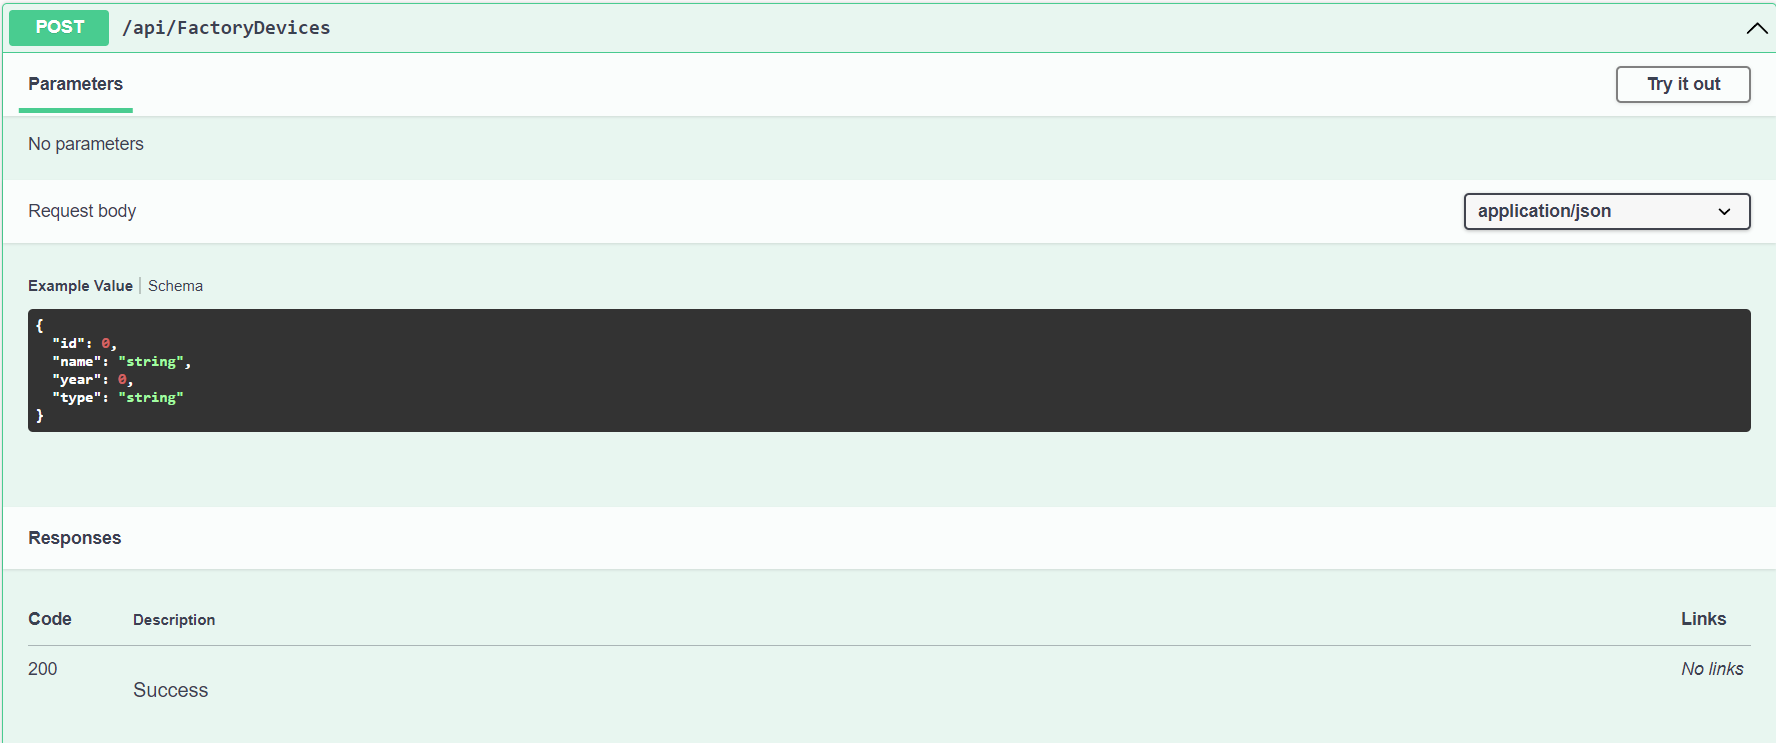 POST /api/FactoryDevices
Parameters
Try it out
No parameters
Request body
application/json
Example Value | Schema
{
  "id": 0,
  "name": "string",
  "year": 0,
  "type": "string"
}
Responses
Code Description Links
200 No links
Success